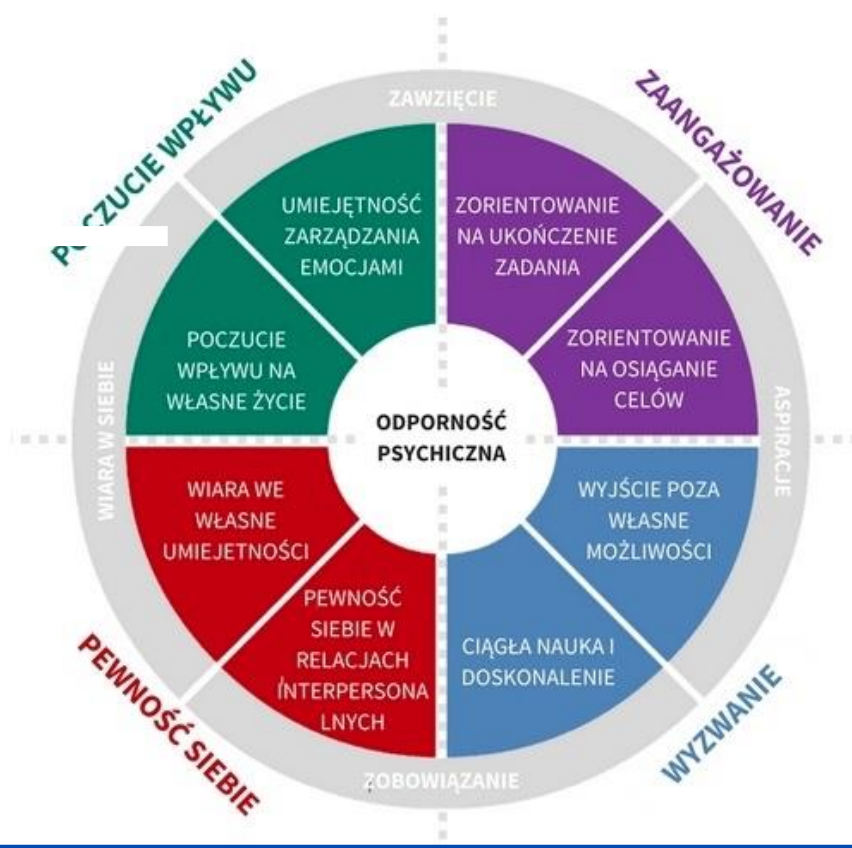 POCZUCIE WPŁYWU
ZAANGAŻOWANIE
ZAWZIĘCIE
UMIEJĘTNOŚĆ
ZARZĄDZANIA
EMOCJAMI
ZORIENTOWANIE
NA UKOŃCZENIE
ZADANIA
POCZUCIE
WPŁYWU NA
WŁASNE ŻYCIE
ZORIENTOWANIE
NA OSIĄGANIE
CELÓW
WIARA W SIEBIE
ODPORNOŚĆ
PSYCHICZNA
ASPIRACJE
WIARA WE
WŁASNE
UMIEJETNOŚCI
WYJŚCIE POZA
WŁASNE
MOŻLIWOŚCI
PEWNOŚĆ
SIEBIE W
RELACJACH
INTERPERSONA
LNYCH
CIĄGŁA NAUKA I
DOSKONALENIE
ZOBOWIĄZANIE
PEWNOŚĆ SIEBIE
WYZWANIE